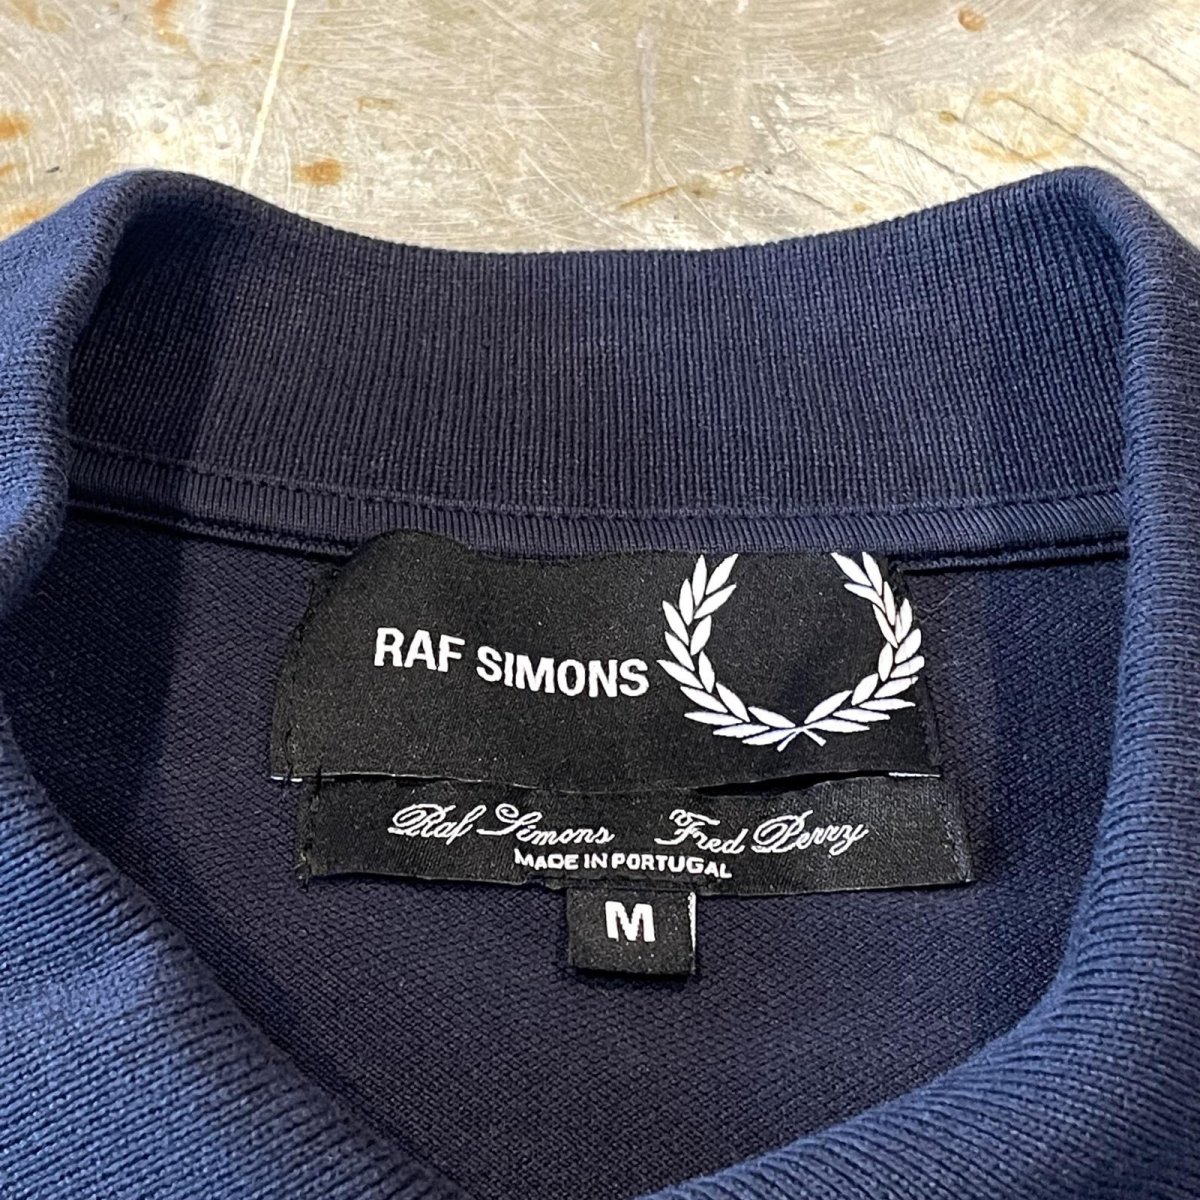 RAF SIMONS
Raf Simons Fred Perry
MADE IN PORTUGAL
M